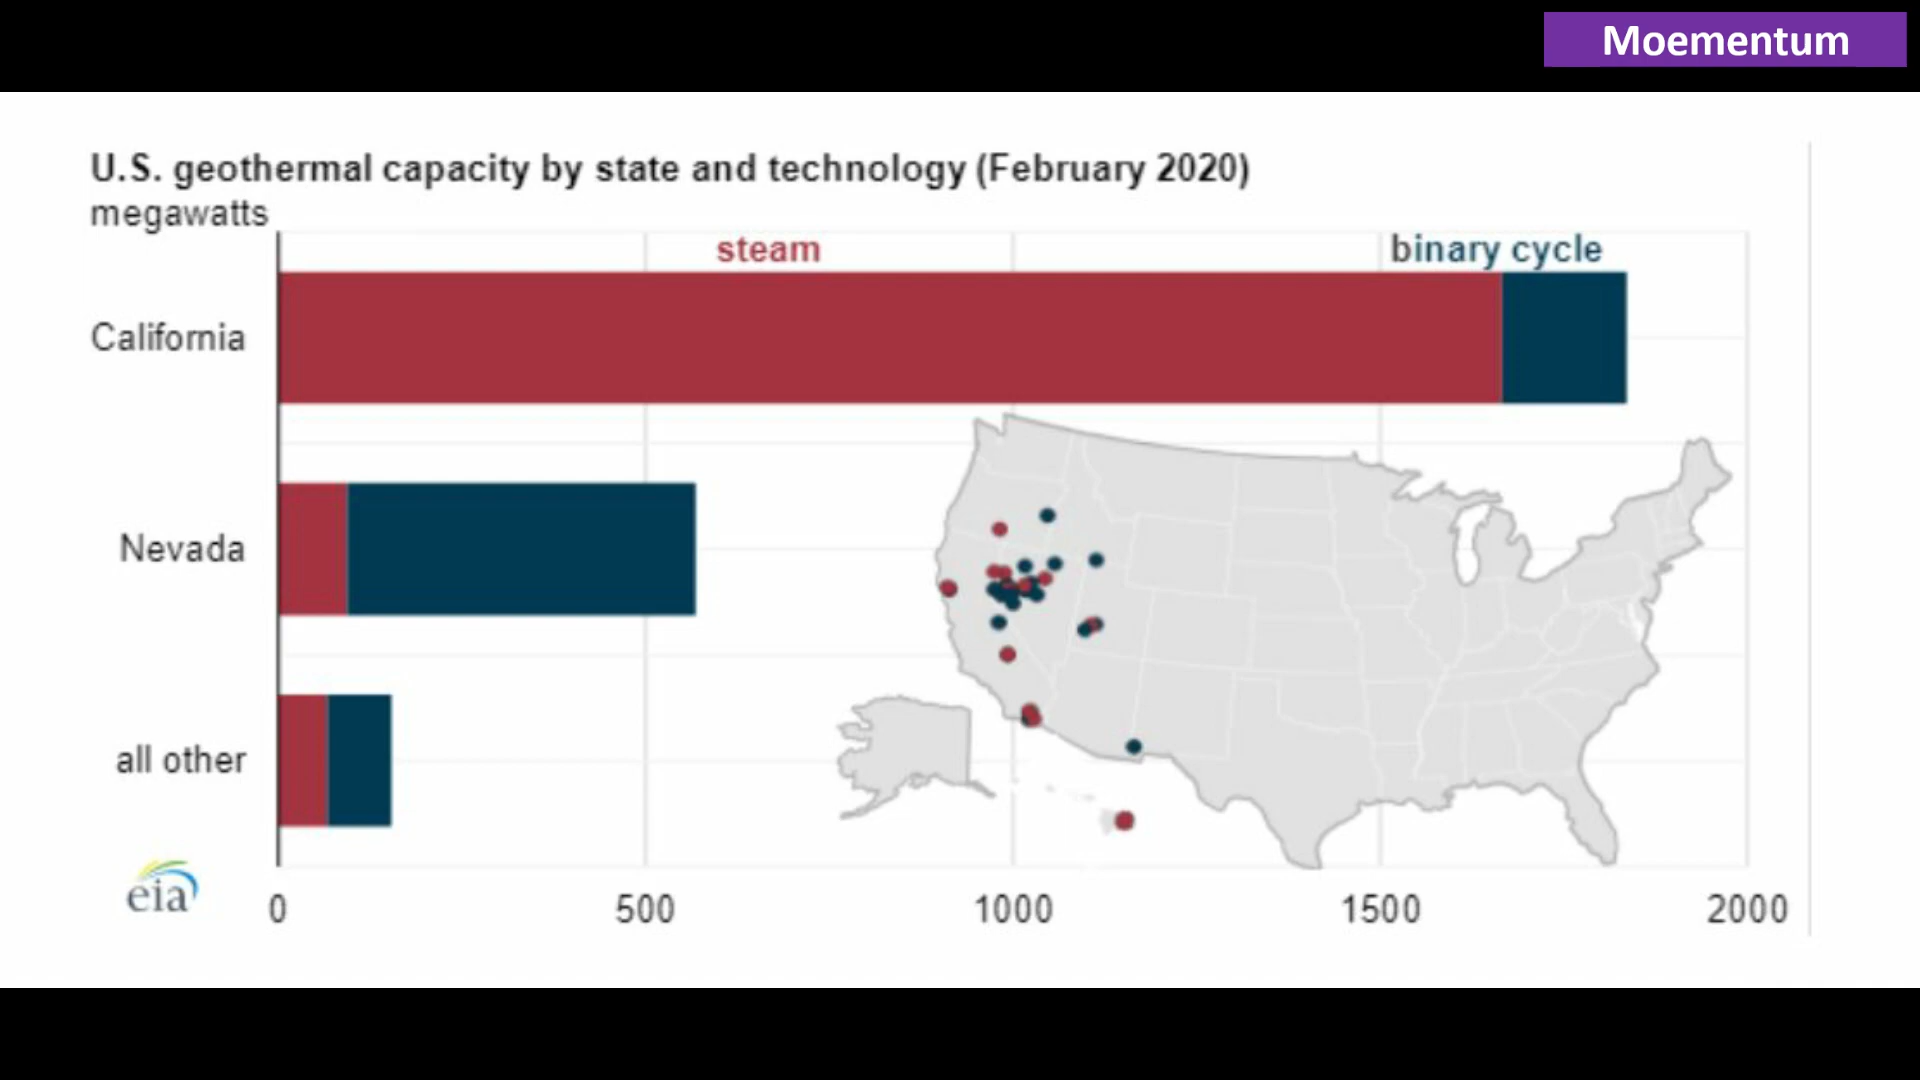 Moementum
U.S. geothermal capacity by state and technology (February 2020)
megawatts
steam
binary cycle
California
Nevada
all other
eia
0 500 1000 1500 2000